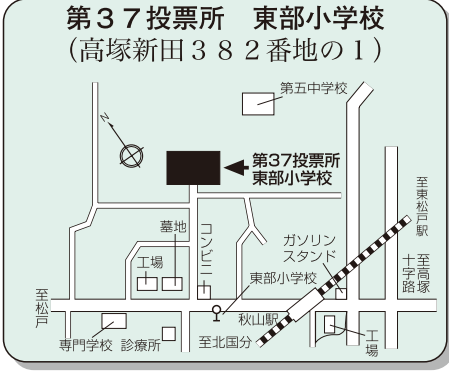 第37投票所　東部小学校
(高塚新田382番地の1)
第五中学校
N
第37投票所
東部小学校
至東松戸駅
墓地
コンビニ
ガソリン
スタンド
工場
東部小学校
至高塚
十字路
至松戸
秋山駅
専門学校
診療所
至北国分
工場